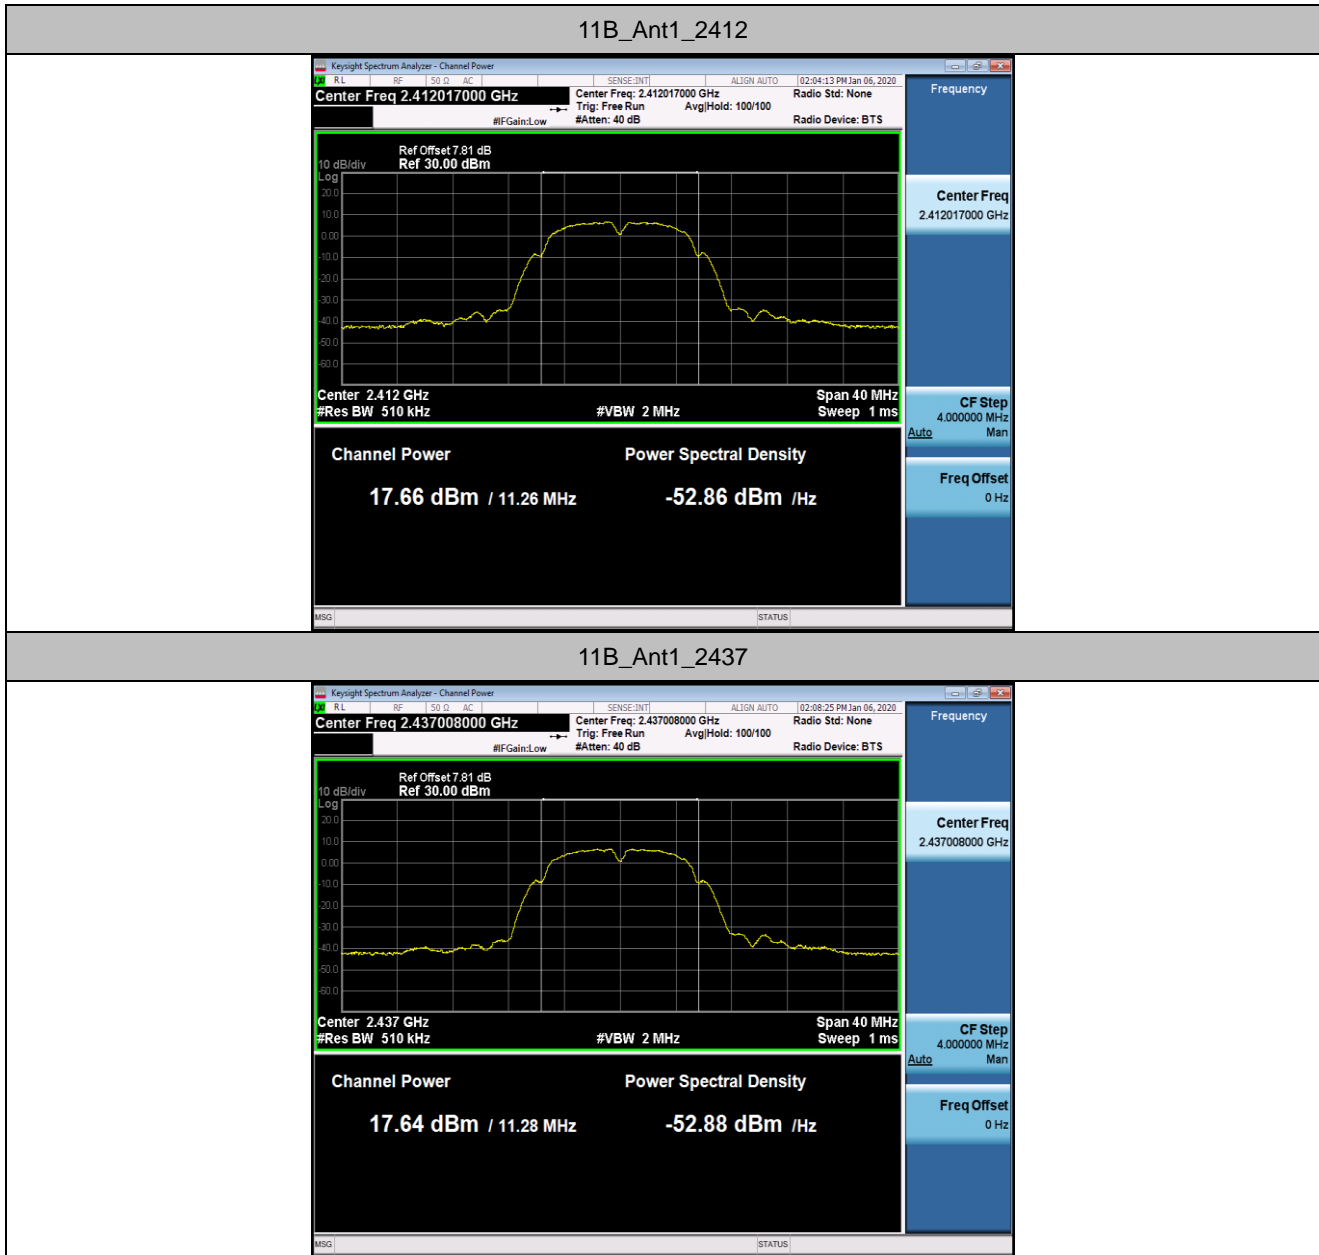 11B_Ant1_2412
Keysight Spectrum Analyzer - Channel Power
RL RF 50 Ω AC SENSE:INT ALIGN AUTO 02:04:13 PM Jan 06, 2020
Center Freq 2.412017000 GHz Center Freq: 2.412017000 GHz Radio Std: None Frequency
Trig: Free Run Avg|Hold: 100/100
#IFGain:Low #Atten: 40 dB Radio Device: BTS
Ref Offset 7.81 dB
10 dB/div Ref 30.00 dBm
Log
20.0
10.0
0.00
-10.0
-20.0
-30.0
-40.0
-50.0
-60.0
Center Freq
2.412017000 GHz
Center 2.412 GHz Span 40 MHz
#Res BW 510 kHz #VBW 2 MHz Sweep 1 ms
CF Step
4.000000 MHz
Auto Man
Channel Power Power Spectral Density
17.66 dBm / 11.26 MHz -52.86 dBm /Hz
Freq Offset
0 Hz
MSG STATUS
11B_Ant1_2437
Keysight Spectrum Analyzer - Channel Power
RL RF 50 Ω AC SENSE:INT ALIGN AUTO 02:08:25 PM Jan 06, 2020
Center Freq 2.437008000 GHz Center Freq: 2.437008000 GHz Radio Std: None Frequency
Trig: Free Run Avg|Hold: 100/100
#IFGain:Low #Atten: 40 dB Radio Device: BTS
Ref Offset 7.81 dB
10 dB/div Ref 30.00 dBm
Log
20.0
10.0
0.00
-10.0
-20.0
-30.0
-40.0
-50.0
-60.0
Center Freq
2.437008000 GHz
Center 2.437 GHz Span 40 MHz
#Res BW 510 kHz #VBW 2 MHz Sweep 1 ms
CF Step
4.000000 MHz
Auto Man
Channel Power Power Spectral Density
17.64 dBm / 11.28 MHz -52.88 dBm /Hz
Freq Offset
0 Hz
MSG STATUS